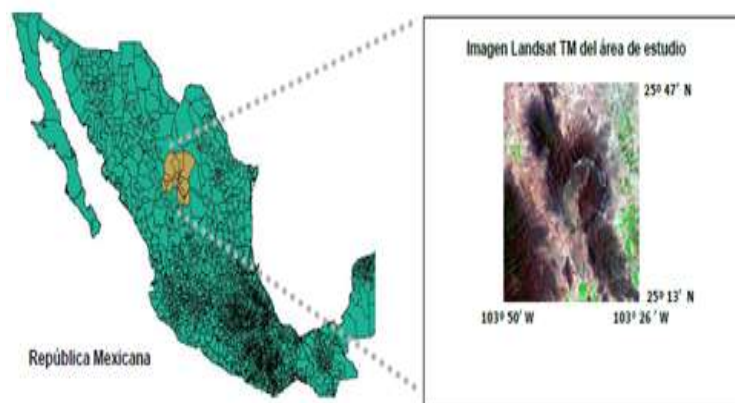 Imagen Landsat TM del área de estudio
25º 47' N
25º 13' N
103º 50' W
103º 26' W
República Mexicana